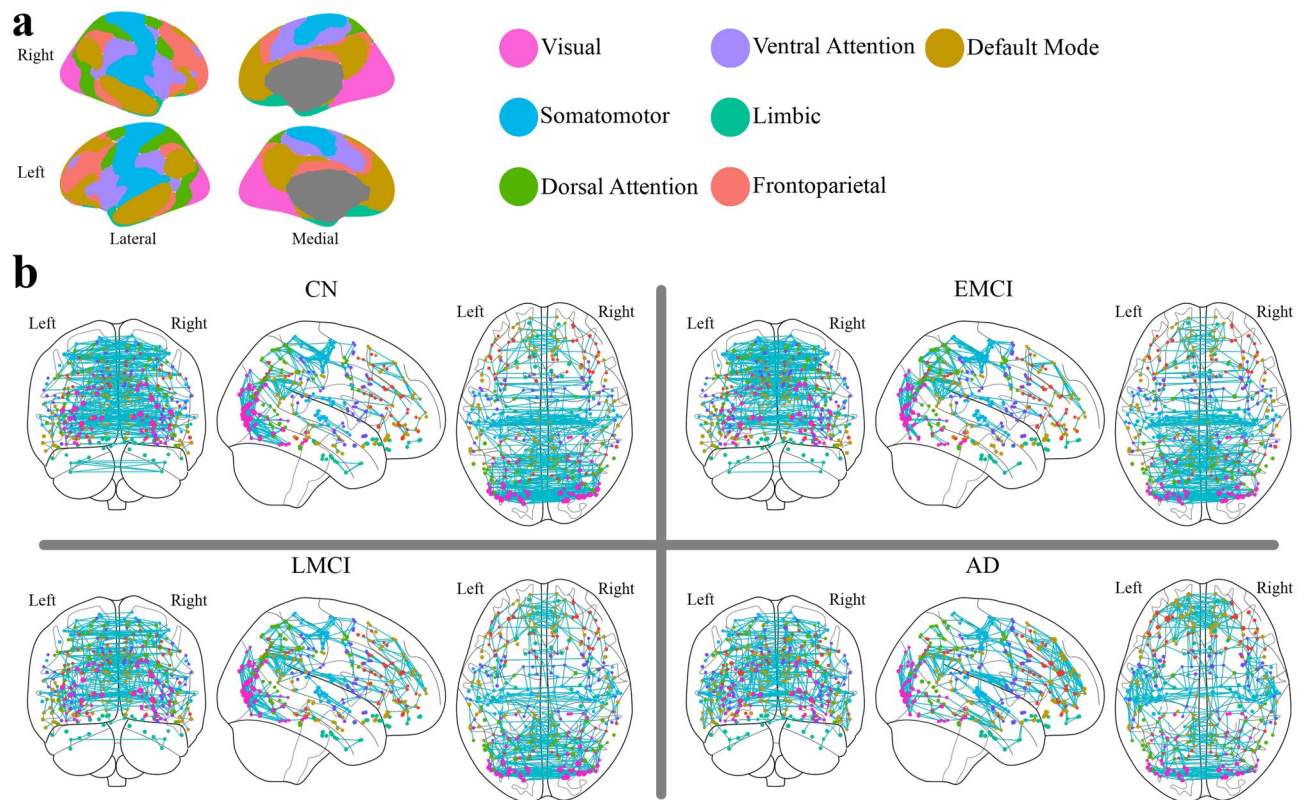 a
Right
Left
Lateral
Medial
Visual
Ventral Attention
Default Mode
Somatomotor
Limbic
Dorsal Attention
Frontoparietal
b
CN
Left
Right
Left
Right
EMCI
Left
Right
Left
Right
LMCI
Left
Right
Left
Right
AD
Left
Right
Left
Right